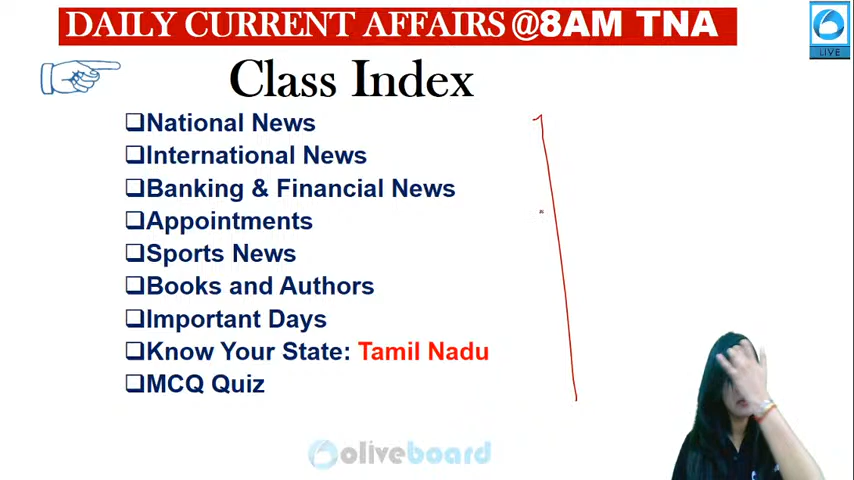 DAILY CURRENT AFFAIRS @8AM TNA
LIVE
Class Index
❑National News
❑International News
❑Banking & Financial News
❑Appointments
❑Sports News
❑Books and Authors
❑Important Days
❑Know Your State: Tamil Nadu
❑MCQ Quiz
oliveboard